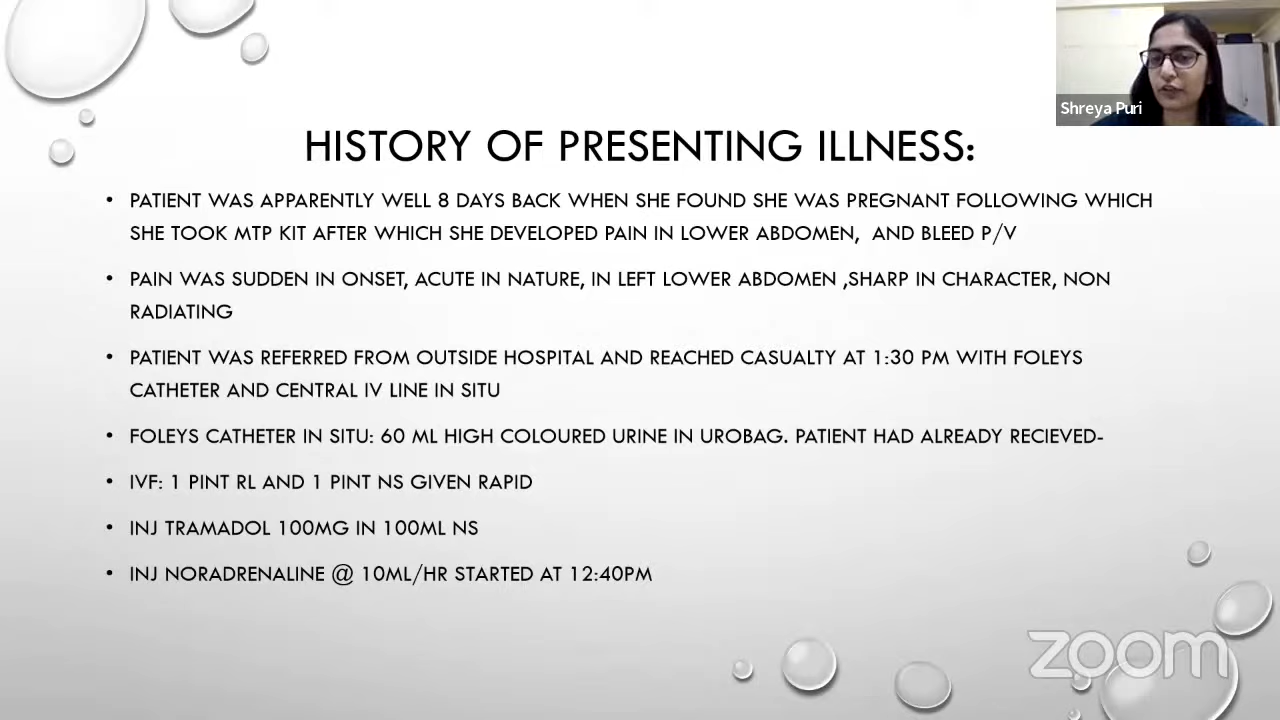 Shreya Puri
HISTORY OF PRESENTING ILLNESS:
• PATIENT WAS APPARENTLY WELL 8 DAYS BACK WHEN SHE FOUND SHE WAS PREGNANT FOLLOWING WHICH
SHE TOOK MTP KIT AFTER WHICH SHE DEVELOPED PAIN IN LOWER ABDOMEN, AND BLEED P/V
• PAIN WAS SUDDEN IN ONSET, ACUTE IN NATURE, IN LEFT LOWER ABDOMEN ,SHARP IN CHARACTER, NON
RADIATING
• PATIENT WAS REFERRED FROM OUTSIDE HOSPITAL AND REACHED CASUALTY AT 1:30 PM WITH FOLEYS
CATHETER AND CENTRAL IV LINE IN SITU
• FOLEYS CATHETER IN SITU: 60 ML HIGH COLOURED URINE IN UROBAG. PATIENT HAD ALREADY RECIEVED-
• IVF: 1 PINT RL AND 1 PINT NS GIVEN RAPID
• INJ TRAMADOL 100MG IN 100ML NS
• INJ NORADRENALINE @ 10ML/HR STARTED AT 12:40PM
zoom